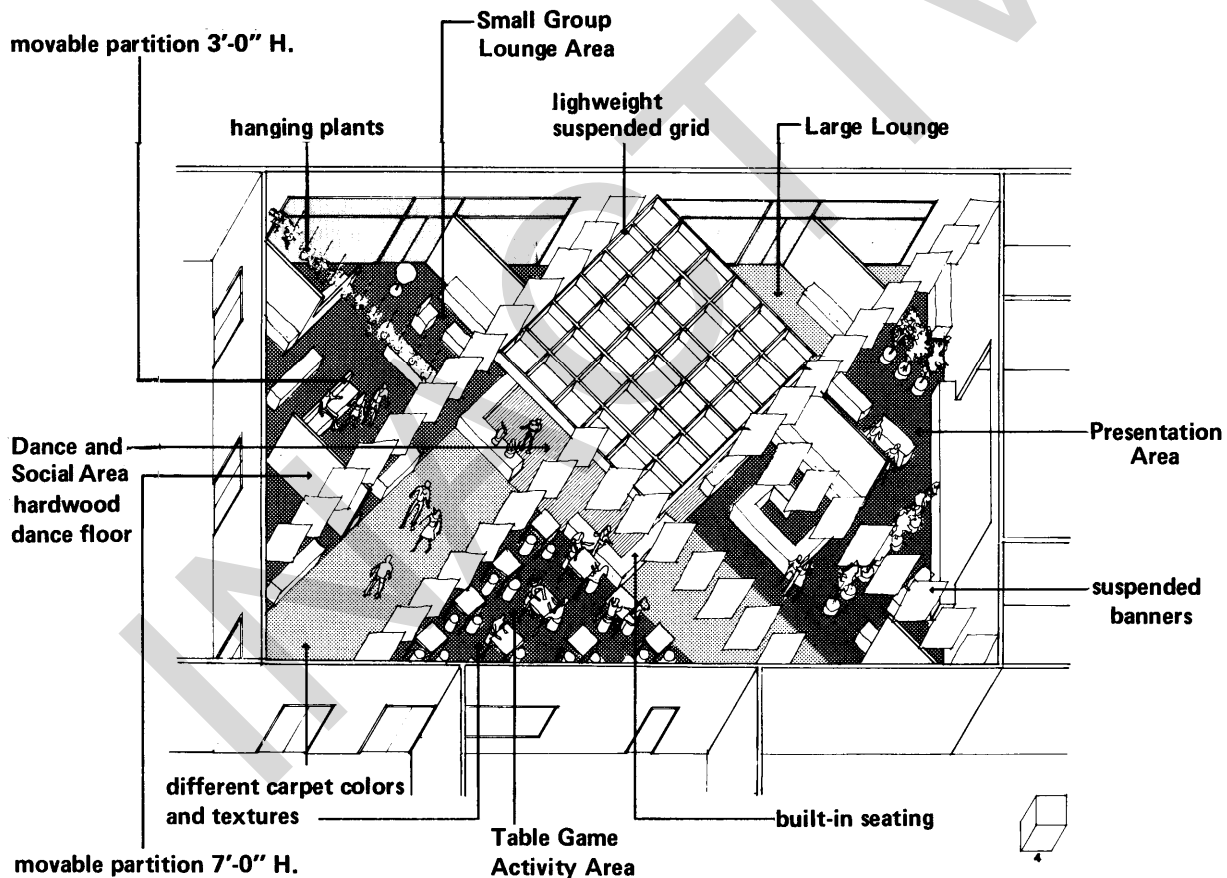 Small Group
Lounge Area
movable partition 3'-0" H.
lighweight
suspended grid
hanging plants
Large Lounge
Dance and
Social Area
hardwood
dance floor
Presentation
Area
suspended
banners
different carpet colors
and textures
built-in seating
Table Game
Activity Area
movable partition 7'-0" H.
4
INACTIV